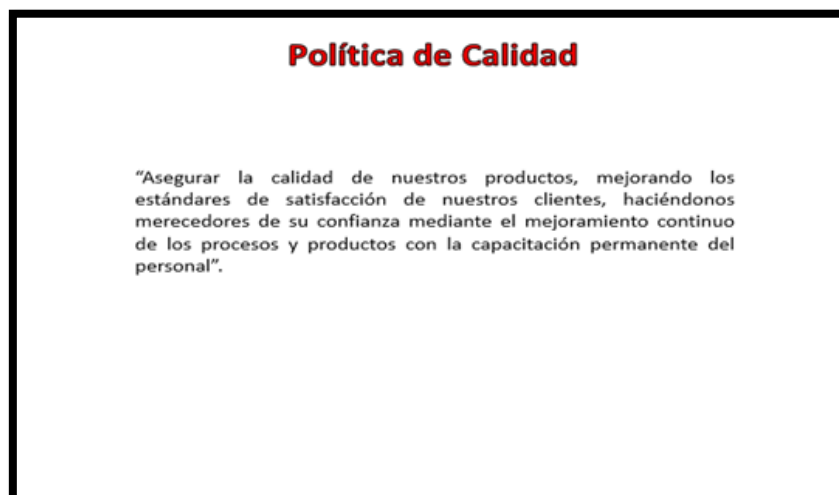 Política de Calidad
“Asegurar la calidad de nuestros productos, mejorando los
estándares de satisfacción de nuestros clientes, haciéndonos
merecedores de su confianza mediante el mejoramiento continuo
de los procesos y productos con la capacitación permanente del
personal”.